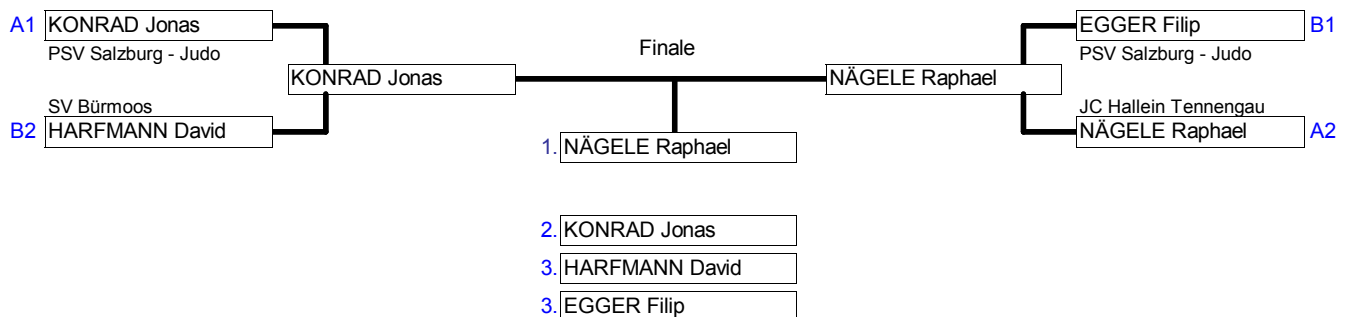 A1 KONRAD Jonas
PSV Salzburg - Judo
SV Bürmoos
B2 HARFMANN David
KONRAD Jonas
Finale
NÄGELE Raphael
EGGER Filip B1
PSV Salzburg - Judo
JC Hallein Tennengau
NÄGELE Raphael A2
1. NÄGELE Raphael
2. KONRAD Jonas
3. HARFMANN David
3. EGGER Filip